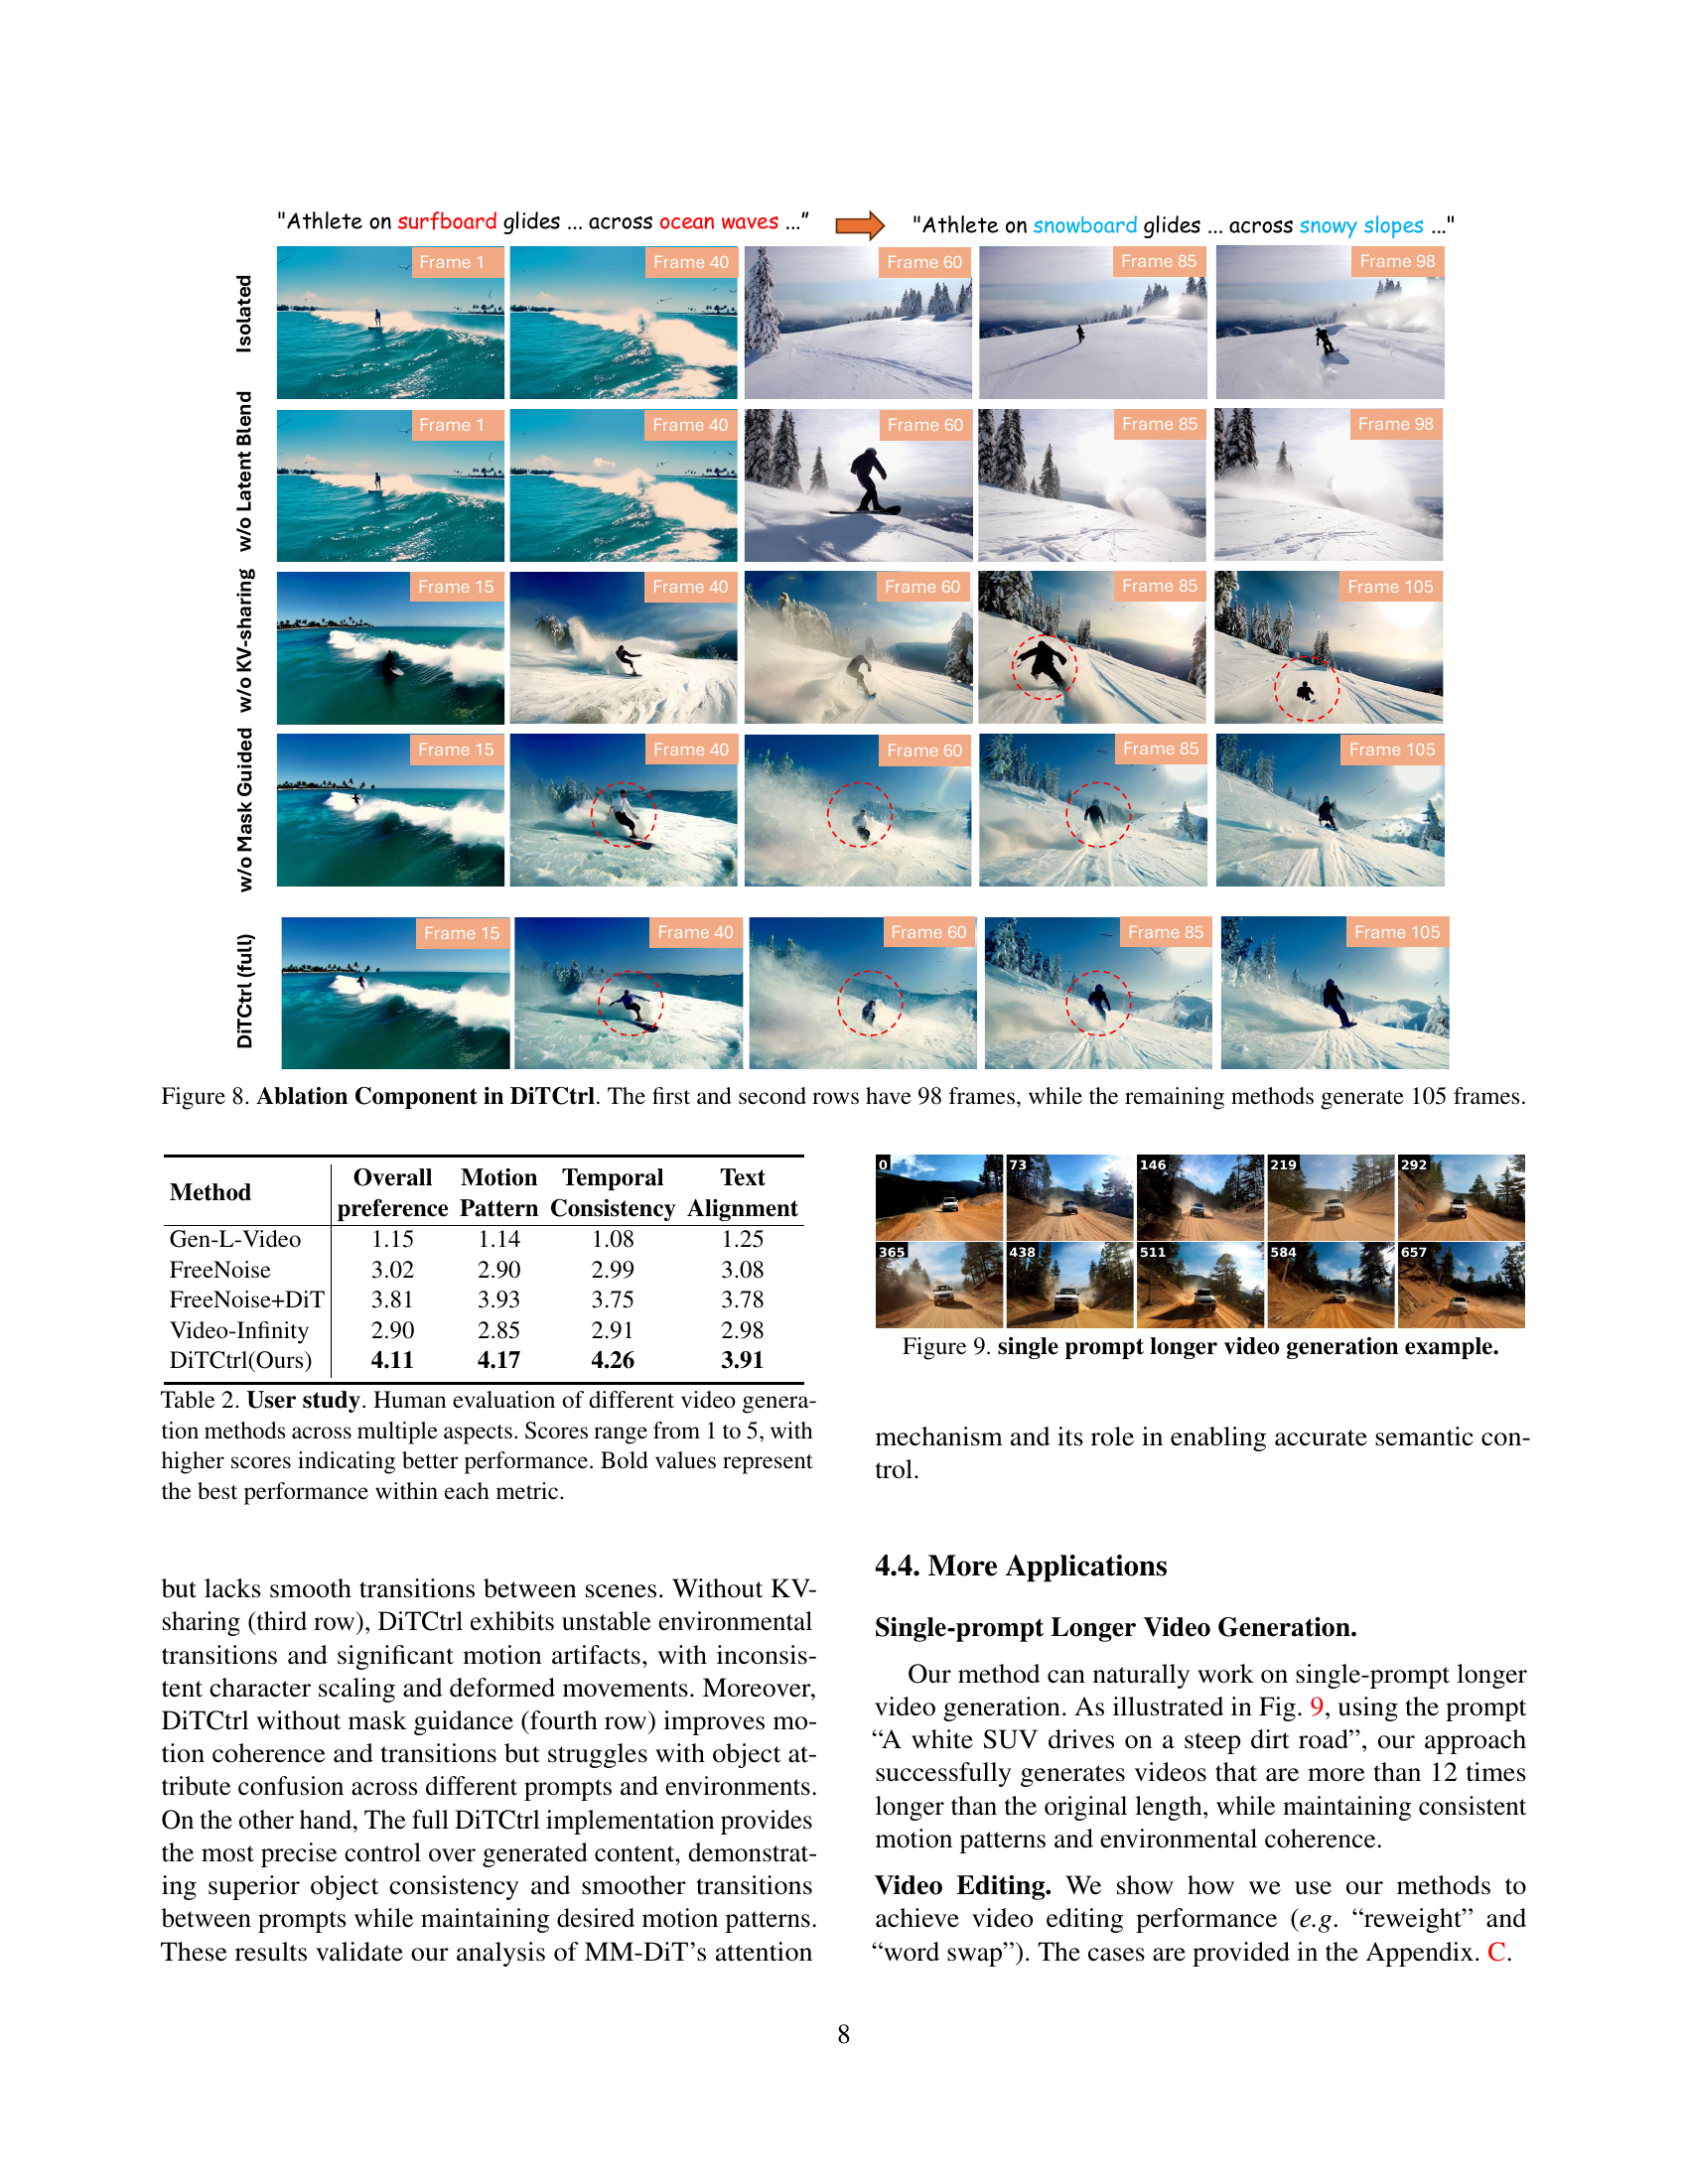 "Athlete on surfboard glides ... across ocean waves ..."
"Athlete on snowboard glides ... across snowy slopes ..."
Isolated
Frame 1
Frame 40
Frame 60
Frame 85
Frame 98
w/o Latent Blend
Frame 1
Frame 40
Frame 60
Frame 85
Frame 98
w/o KV-sharing
Frame 15
Frame 40
Frame 60
Frame 85
Frame 105
w/o Mask Guided
Frame 15
Frame 40
Frame 60
Frame 85
Frame 105
DiTCtrl (full)
Frame 15
Frame 40
Frame 60
Frame 85
Frame 105
Figure 8. Ablation Component in DiTCtrl. The first and second rows have 98 frames, while the remaining methods generate 105 frames.
Method Overall preference Motion Pattern Temporal Consistency Text Alignment
Gen-L-Video 1.15 1.14 1.08 1.25
FreeNoise 3.02 2.90 2.99 3.08
FreeNoise+DiT 3.81 3.93 3.75 3.78
Video-Infinity 2.90 2.85 2.91 2.98
DiTCtrl(Ours) 4.11 4.17 4.26 3.91
Table 2. User study. Human evaluation of different video genera-
tion methods across multiple aspects. Scores range from 1 to 5, with
higher scores indicating better performance. Bold values represent
the best performance within each metric.
but lacks smooth transitions between scenes. Without KV-
sharing (third row), DiTCtrl exhibits unstable environmental
transitions and significant motion artifacts, with inconsis-
tent character scaling and deformed movements. Moreover,
DiTCtrl without mask guidance (fourth row) improves mo-
tion coherence and transitions but struggles with object at-
tribute confusion across different prompts and environments.
On the other hand, The full DiTCtrl implementation provides
the most precise control over generated content, demonstrat-
ing superior object consistency and smoother transitions
between prompts while maintaining desired motion patterns.
These results validate our analysis of MM-DiT's attention
0 73 146 219 292
365 438 511 584 657
Figure 9. single prompt longer video generation example.
mechanism and its role in enabling accurate semantic con-
trol.
4.4. More Applications
Single-prompt Longer Video Generation.
Our method can naturally work on single-prompt longer
video generation. As illustrated in Fig. 9, using the prompt
“A white SUV drives on a steep dirt road”, our approach
successfully generates videos that are more than 12 times
longer than the original length, while maintaining consistent
motion patterns and environmental coherence.
Video Editing. We show how we use our methods to
achieve video editing performance (e.g. “reweight” and
“word swap”). The cases are provided in the Appendix. C.
8